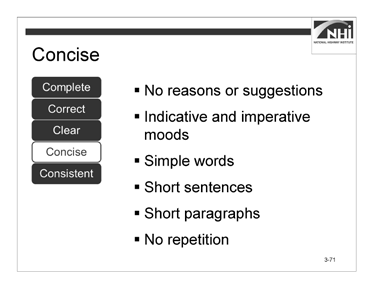 NHI
NATIONAL HIGHWAY INSTITUTE
Concise
Complete
Correct
Clear
Concise
Consistent
▪ No reasons or suggestions
▪ Indicative and imperative
moods
▪ Simple words
▪ Short sentences
▪ Short paragraphs
▪ No repetition
3-71